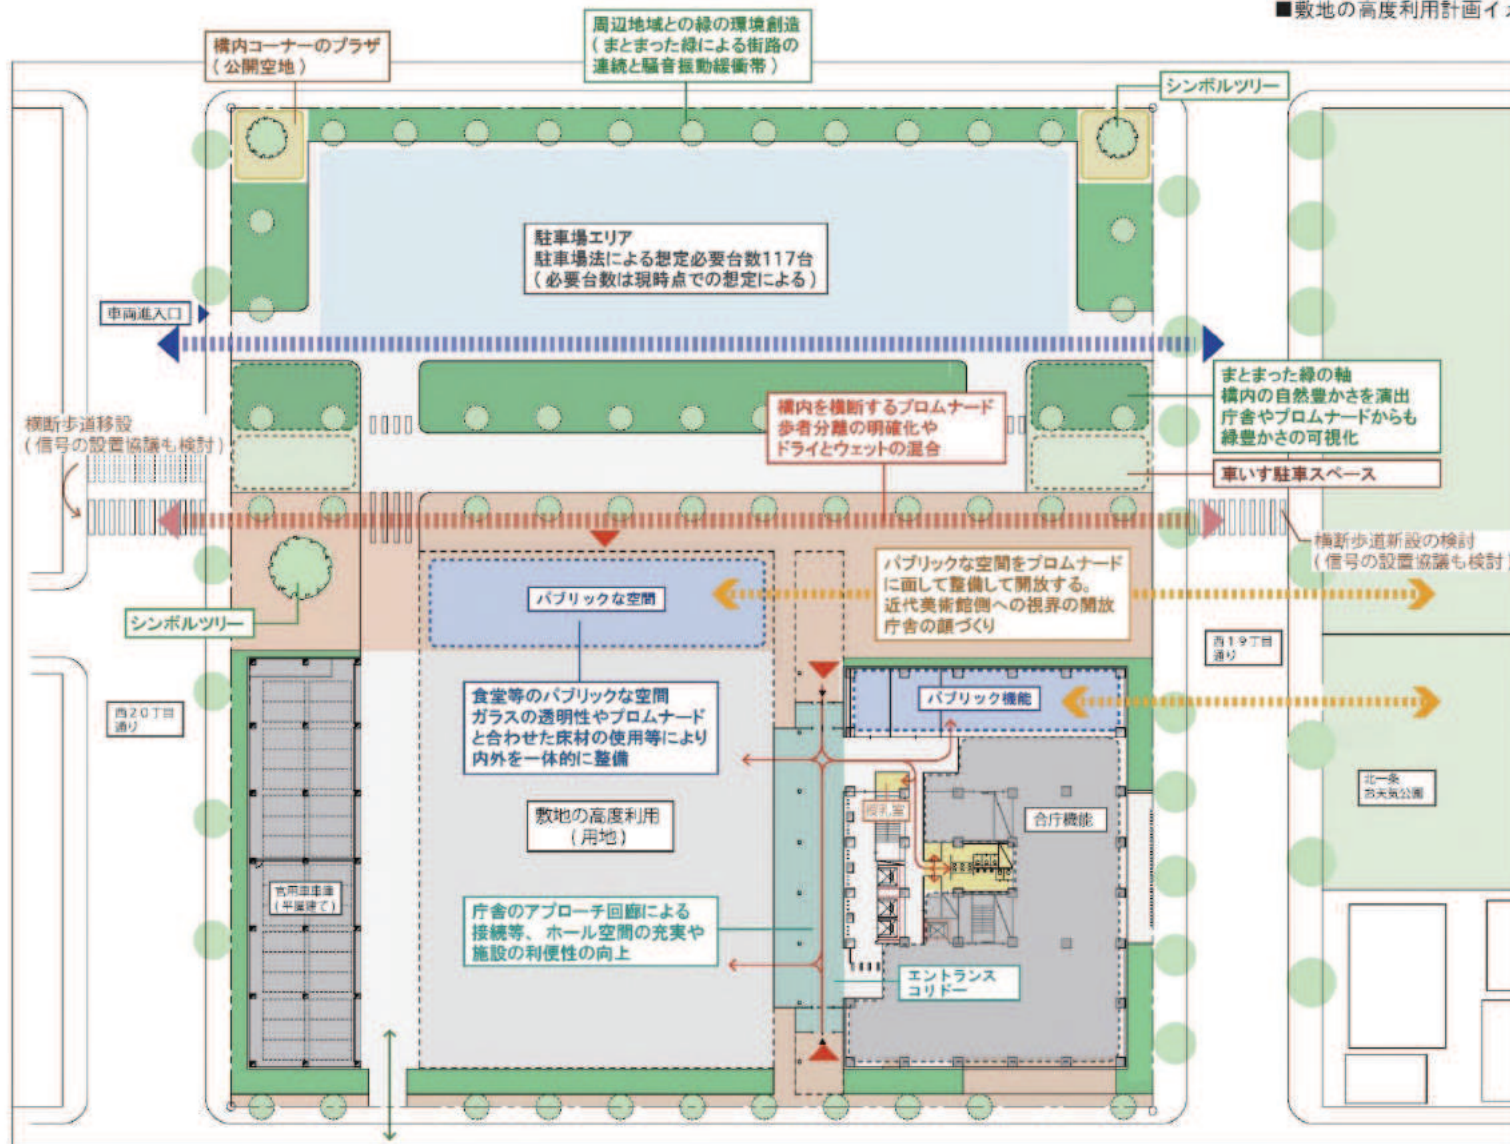 ■敷地の高度利用計画イ
構内コーナーのプラザ
（公開空地）
周辺地域との緑の環境創造
（まとまった緑による街路の
連続と騒音振動緩衝帯）
シンボルツリー
駐車場エリア
駐車場法による想定必要台数117台
（必要台数は現時点での想定による）
車両進入口
まとまった緑の軸
構内の自然豊かさを演出
庁舎やプロムナードからも
緑豊かさの可視化
構内を横断するプロムナード
歩者分離の明確化や
ドライとウェットの混合
横断歩道移設
（信号の設置協議も検討）
車いす駐車スペース
横断歩道新設の検討
（信号の設置協議も検討）
パブリックな空間をプロムナード
に面して整備して開放する。
近代美術館側への視界の開放
庁舎の顔づくり
パブリックな空間
シンボルツリー
西19丁目
通り
西20丁目
通り
食堂等のパブリックな空間
ガラスの透明性やプロムナード
と合わせた床材の使用等により
内外を一体的に整備
パブリック機能
北一条
お天気公園
敷地の高度利用
（用地）
合庁機能
官用車車庫
（平屋建て）
庁舎のアプローチ回廊による
接続等、ホール空間の充実や
施設の利便性の向上
エントランス
コリドー